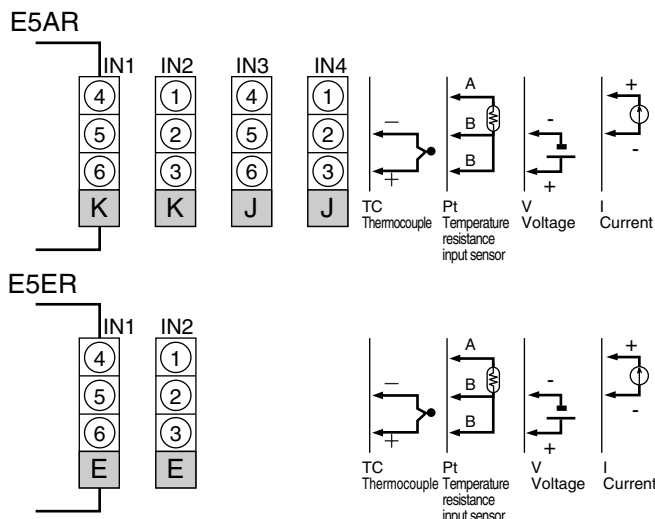 E5AR
IN1 IN2 IN3 IN4
4 1 4 1
5 2 5 2
6 3 6 3
K K J J
A
B
B
+
-
-
+
–
+
TC
Thermocouple
Pt
Temperature
resistance
input sensor
V
Voltage
I
Current
E5ER
IN1 IN2
4 1
5 2
6 3
E E
A
B
B
+
-
-
+
–
+
TC
Thermocouple
Pt
Temperature
resistance
input sensor
V
Voltage
I
Current